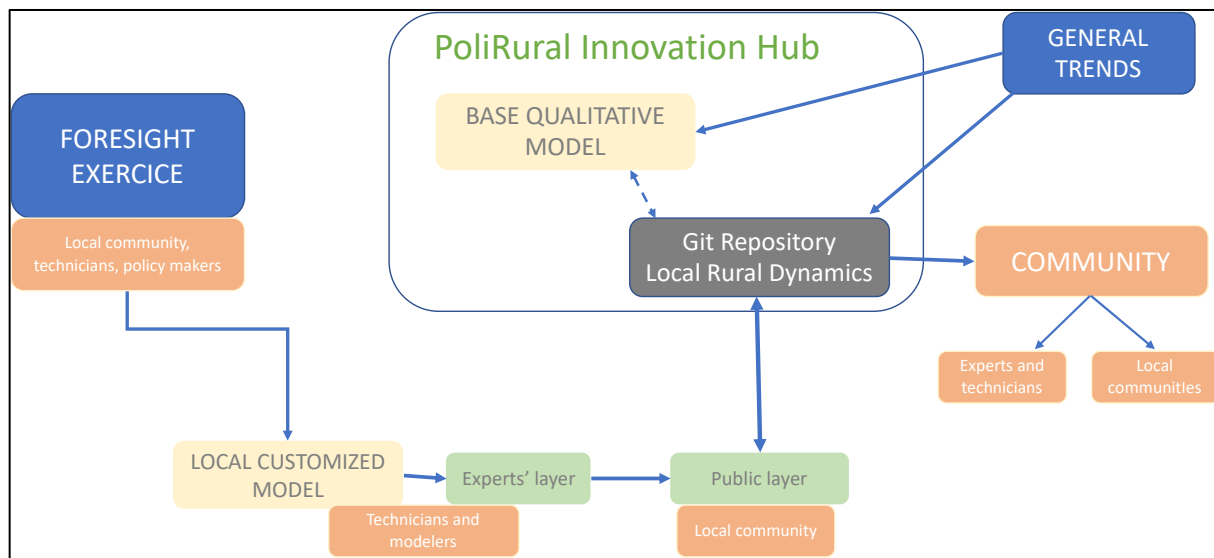 PoliRural Innovation Hub
GENERAL
TRENDS
BASE QUALITATIVE
MODEL
FORESIGHT
EXERCICE
Local community,
technicians, policy makers
Git Repository
Local Rural Dynamics
COMMUNITY
Experts and
technicians
Local
communities
LOCAL CUSTOMIZED
MODEL
Experts' layer
Public layer
Technicians and
modelers
Local community